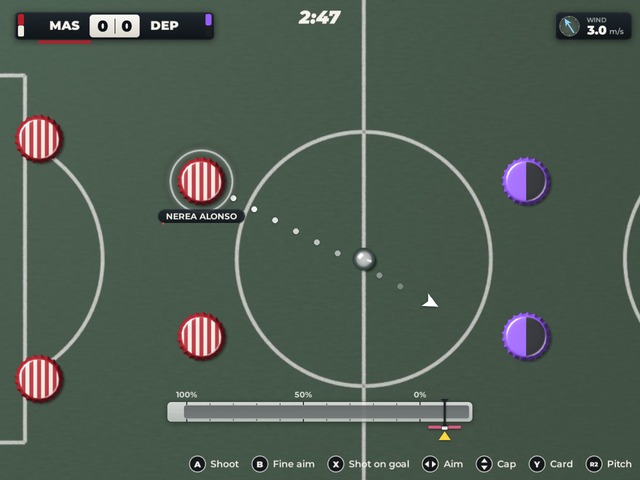 MAS 0 0 DEP
2:47
WIND
3.0 m/s
NEREA ALONSO
100% 50% 0%
A Shoot B Fine aim X Shot on goal Aim Cap Y Card R2 Pitch